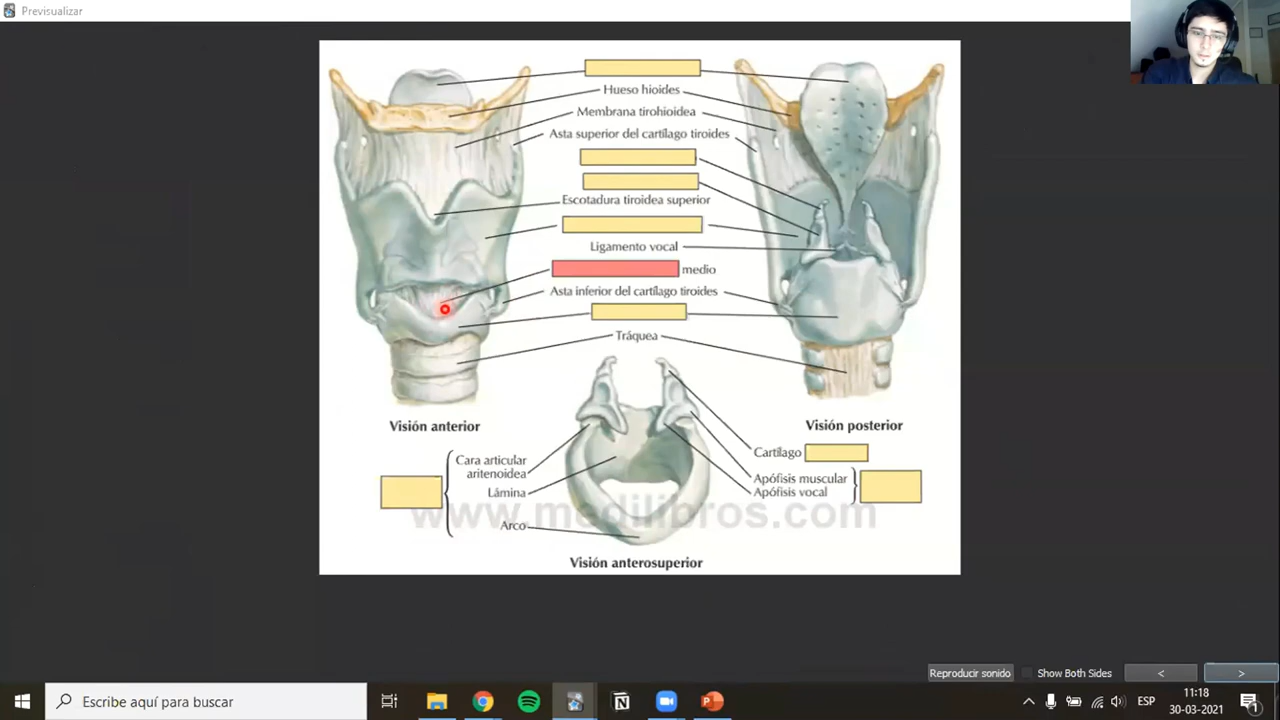 Previsualizar
Hueso hioides
Membrana tirohioidea
Asta superior del cartílago tiroides
Escotadura tiroidea superior
Ligamento vocal
medio
Asta inferior del cartílago tiroides
Tráquea
Visión anterior
Visión posterior
Cara articular
aritenoidea
Lámina
Arco
Cartílago
Apófisis muscular
Apófisis vocal
www.medilibros.com
Visión anterosuperior
Reproducir sonido
Show Both Sides
<
>
Escribe aquí para buscar
ESP
11:18
30-03-2021
1